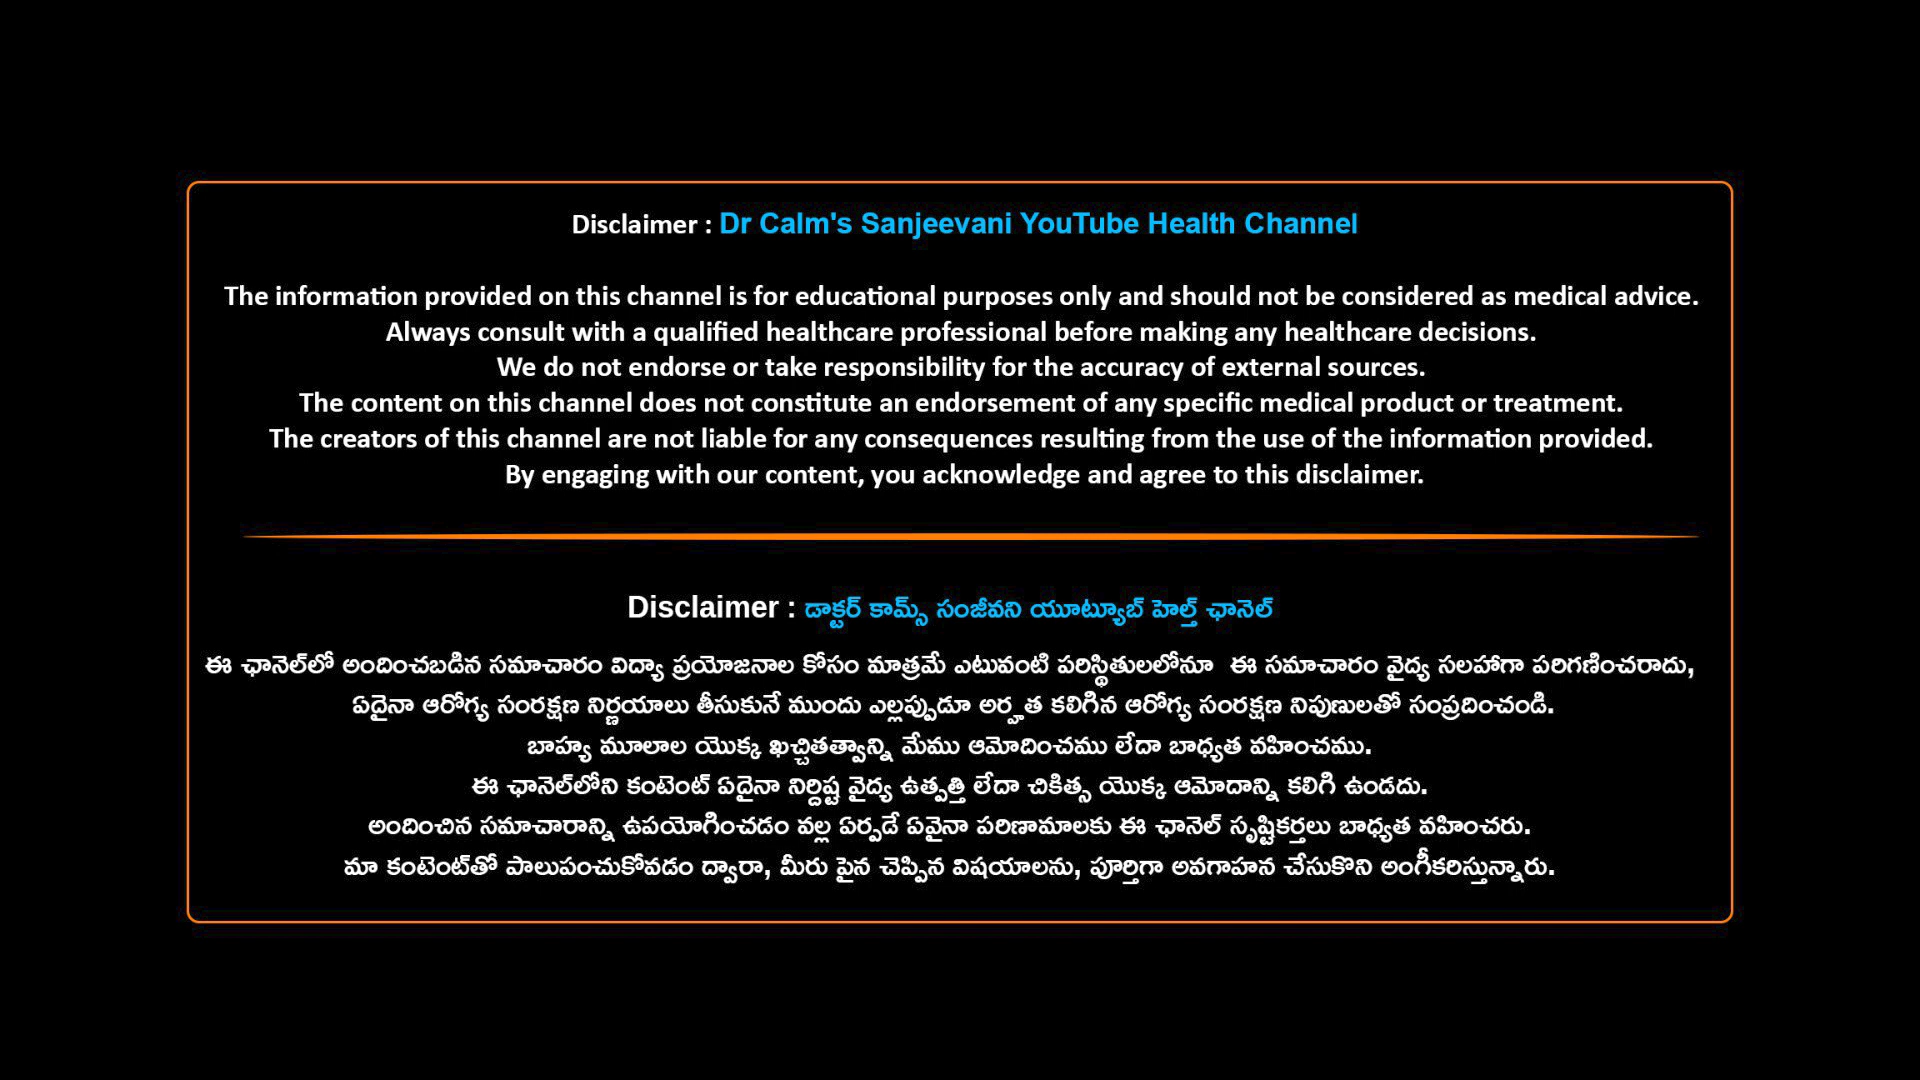 Disclaimer : Dr Calm's Sanjeevani YouTube Health Channel
The information provided on this channel is for educational purposes only and should not be considered as medical advice.
Always consult with a qualified healthcare professional before making any healthcare decisions.
We do not endorse or take responsibility for the accuracy of external sources.
The content on this channel does not constitute an endorsement of any specific medical product or treatment.
The creators of this channel are not liable for any consequences resulting from the use of the information provided.
By engaging with our content, you acknowledge and agree to this disclaimer.
Disclaimer : డాక్టర్ కామ్స్ సంజీవని యూట్యూబ్ హెల్త్ ఛానెల్
ఈ ఛానెల్‌లో అందించబడిన సమాచారం విద్యా ప్రయోజనాల కోసం మాత్రమే ఎటువంటి పరిస్థితులలోనూ ఈ సమాచారం వైద్య సలహాగా పరిగణించరాదు,
ఏదైనా ఆరోగ్య సంరక్షణ నిర్ణయాలు తీసుకునే ముందు ఎల్లప్పుడూ అర్హత కలిగిన ఆరోగ్య సంరక్షణ నిపుణులతో సంప్రదించండి.
బాహ్య మూలాల యొక్క ఖచ్చితత్వాన్ని మేము ఆమోదించము లేదా బాధ్యత వహించము.
ఈ ఛానెల్‌లోని కంటెంట్ ఏదైనా నిర్దిష్ట వైద్య ఉత్పత్తి లేదా చికిత్స యొక్క ఆమోదాన్ని కలిగి ఉండదు.
అందించిన సమాచారాన్ని ఉపయోగించడం వల్ల ఏర్పడే ఏవైనా పరిణామాలకు ఈ ఛానెల్ సృష్టికర్తలు బాధ్యత వహించరు.
మా కంటెంట్‌తో పాలుపంచుకోవడం ద్వారా, మీరు పైన చెప్పిన విషయాలను, పూర్తిగా అవగాహన చేసుకొని అంగీకరిస్తున్నారు.